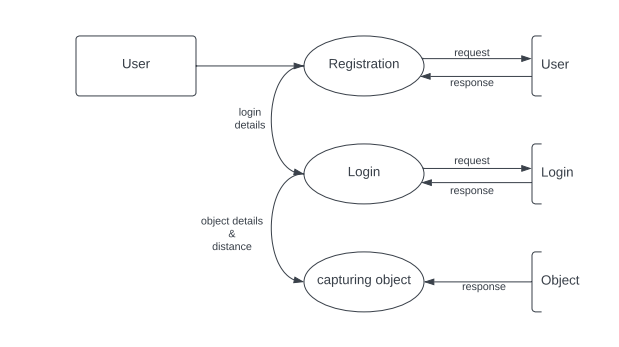 User
Registration
request
response
User
login
details
Login
request
response
Login
object details
&
distance
capturing object
response
Object